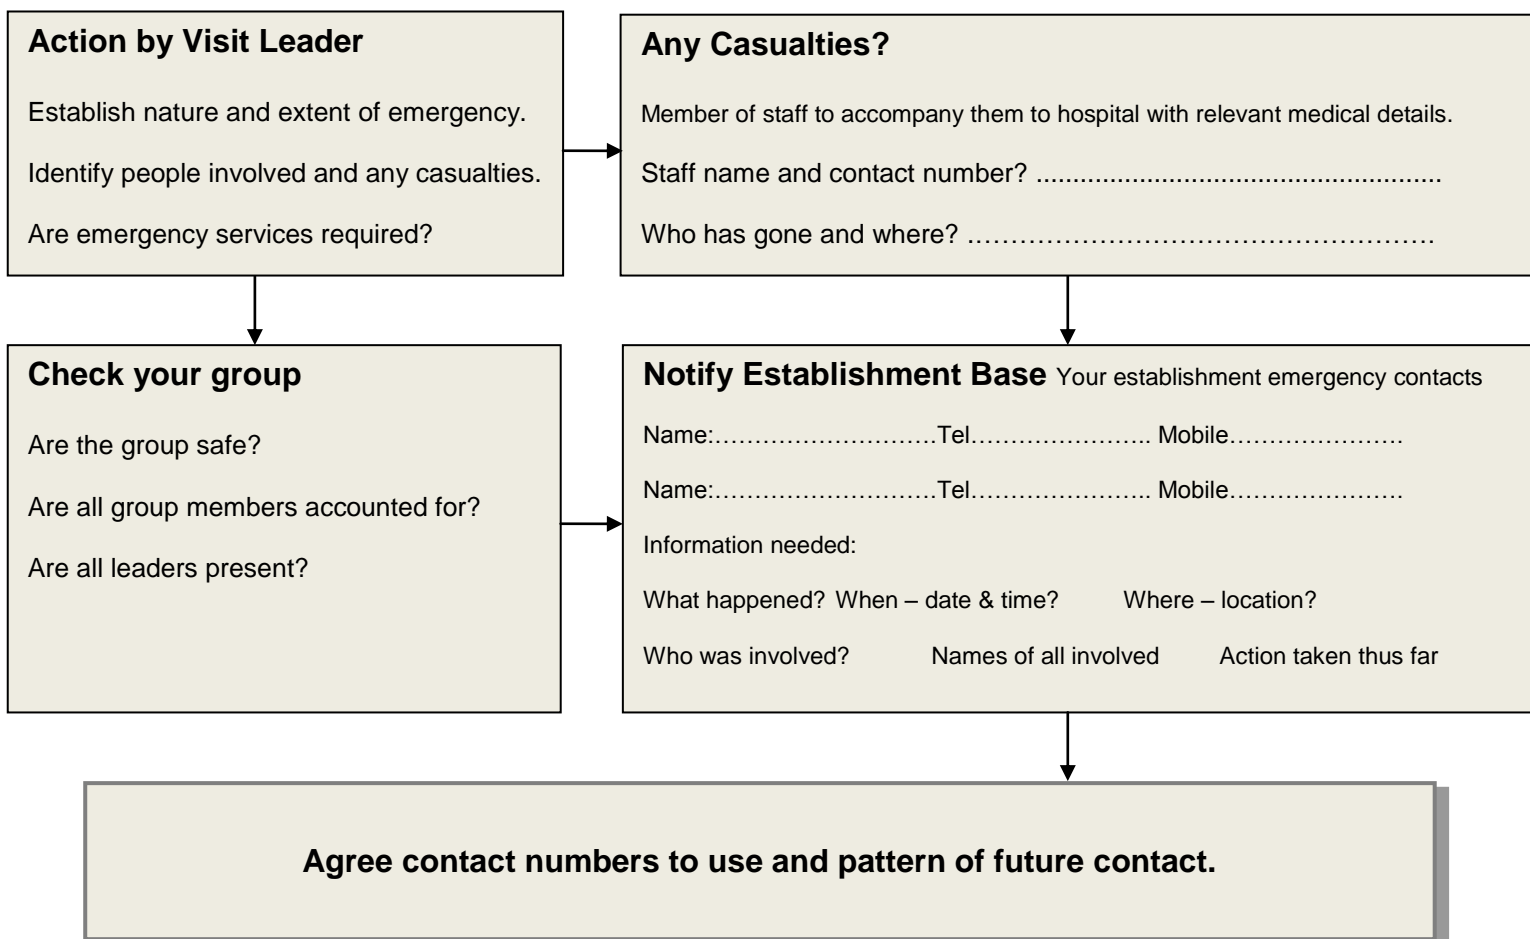 Action by Visit Leader
Establish nature and extent of emergency.
Identify people involved and any casualties.
Are emergency services required?
Any Casualties?
Member of staff to accompany them to hospital with relevant medical details.
Staff name and contact number? .......................................................
Who has gone and where? ……………………………………………………….
Check your group
Are the group safe?
Are all group members accounted for?
Are all leaders present?
Notify Establishment Base Your establishment emergency contacts
Name:……………………….Tel………………….. Mobile………………….
Name:……………………….Tel………………….. Mobile………………….
Information needed:
What happened? When – date & time? Where – location?
Who was involved? Names of all involved Action taken thus far
Agree contact numbers to use and pattern of future contact.